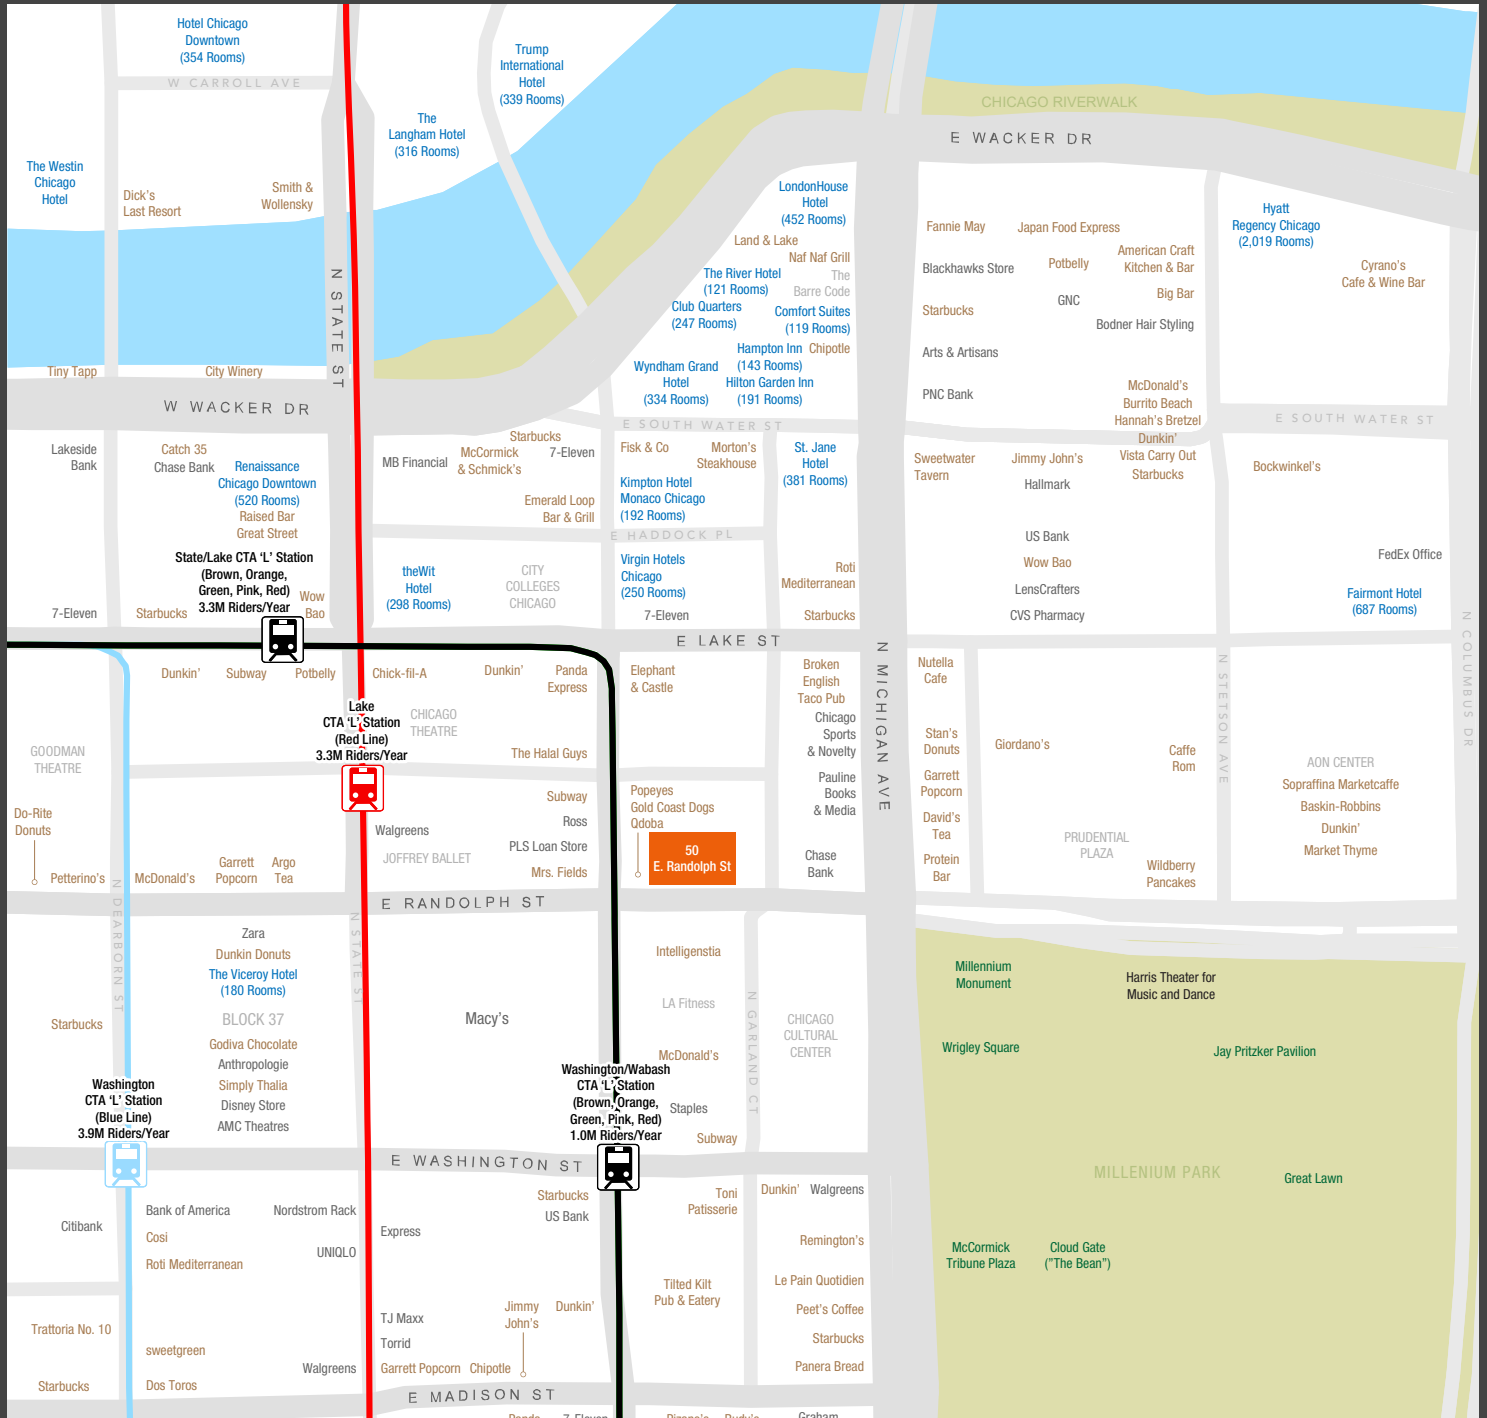 Hotel Chicago
Downtown
(354 Rooms)
W CARROLL AVE
Trump
International
Hotel
(339 Rooms)
The
Langham Hotel
(316 Rooms)
The Westin
Chicago
Hotel
Dick's
Last Resort
Smith &
Wollensky
N STATE ST
Tiny Tapp
City Winery
W WACKER DR
CHICAGO RIVERWALK
E WACKER DR
LondonHouse
Hotel
(452 Rooms)
Land & Lake
Naf Naf Grill
The River Hotel
(121 Rooms)
The
Barre Code
Club Quarters
(247 Rooms)
Comfort Suites
(119 Rooms)
Hampton Inn
(143 Rooms)
Chipotle
Wyndham Grand
Hotel
(334 Rooms)
Hilton Garden Inn
(191 Rooms)
E SOUTH WATER ST
Fannie May
Japan Food Express
Blackhawks Store
Potbelly
American Craft
Kitchen & Bar
GNC
Big Bar
Starbucks
Bodner Hair Styling
Arts & Artisans
PNC Bank
McDonald's
Burrito Beach
Hannah's Bretzel
Dunkin'
Vista Carry Out
Starbucks
Hyatt
Regency Chicago
(2,019 Rooms)
Cyrano's
Cafe & Wine Bar
E SOUTH WATER ST
Lakeside
Bank
Catch 35
Chase Bank
Renaissance
Chicago Downtown
(520 Rooms)
Raised Bar
Great Street
State/Lake CTA ‘L’ Station
(Brown, Orange,
Green, Pink, Red)
3.3M Riders/Year
Wow
Bao
7-Eleven
Starbucks
MB Financial
Starbucks
McCormick
& Schmick's
7-Eleven
Emerald Loop
Bar & Grill
Fisk & Co
Morton's
Steakhouse
Kimpton Hotel
Monaco Chicago
(192 Rooms)
St. Jane
Hotel
(381 Rooms)
E HADDOCK PL
theWit
Hotel
(298 Rooms)
CITY
COLLEGES
CHICAGO
Virgin Hotels
Chicago
(250 Rooms)
7-Eleven
Roti
Mediterranean
Starbucks
Sweetwater
Tavern
Jimmy John's
Hallmark
US Bank
Wow Bao
LensCrafters
CVS Pharmacy
Bockwinkel's
FedEx Office
Fairmont Hotel
(687 Rooms)
E LAKE ST
N MICHIGAN AVE
N STETSON AVE
N COLUMBUS DR
Dunkin'
Subway
Potbelly
Chick-fil-A
Dunkin'
Panda
Express
Elephant
& Castle
Lake
CTA ‘L’ Station
(Red Line)
3.3M Riders/Year
CHICAGO
THEATRE
The Halal Guys
GOODMAN
THEATRE
Do-Rite
Donuts
Petterino's
McDonald's
Garrett
Popcorn
Argo
Tea
Walgreens
JOFFREY BALLET
Subway
Ross
PLS Loan Store
Mrs. Fields
Popeyes
Gold Coast Dogs
Qdoba
50
E. Randolph St
Broken
English
Taco Pub
Chicago
Sports
& Novelty
Pauline
Books
& Media
Chase
Bank
Nutella
Cafe
Stan's
Donuts
Garrett
Popcorn
David's
Tea
Protein
Bar
Giordano's
Caffe
Rom
PRUDENTIAL
PLAZA
Wildberry
Pancakes
AON CENTER
Sopraffina Marketcaffe
Baskin-Robbins
Dunkin'
Market Thyme
E RANDOLPH ST
N DEARBORN ST
N STATE ST
N GARLAND CT
Zara
Dunkin Donuts
The Viceroy Hotel
(180 Rooms)
BLOCK 37
Godiva Chocolate
Anthropologie
Simply Thalia
Disney Store
AMC Theatres
Starbucks
Washington
CTA ‘L’ Station
(Blue Line)
3.9M Riders/Year
Macy's
Intelligenstia
LA Fitness
McDonald's
Washington/Wabash
CTA ‘L’ Station
(Brown, Orange,
Green, Pink, Red)
1.0M Riders/Year
Staples
Subway
CHICAGO
CULTURAL
CENTER
Millennium
Monument
Harris Theater for
Music and Dance
Wrigley Square
Jay Pritzker Pavilion
MILLENIUM PARK
Great Lawn
McCormick
Tribune Plaza
Cloud Gate
("The Bean")
E WASHINGTON ST
Citibank
Bank of America
Cosi
Roti Mediterranean
Nordstrom Rack
UNIQLO
Express
Starbucks
US Bank
Toni
Patisserie
Dunkin'
Walgreens
Remington's
Le Pain Quotidien
Peet's Coffee
Starbucks
Panera Bread
Tilted Kilt
Pub & Eatery
Trattoria No. 10
Starbucks
sweetgreen
Dos Toros
Walgreens
TJ Maxx
Torrid
Garrett Popcorn
Chipotle
Jimmy
John's
Dunkin'
E MADISON ST
7-Eleven
Graham